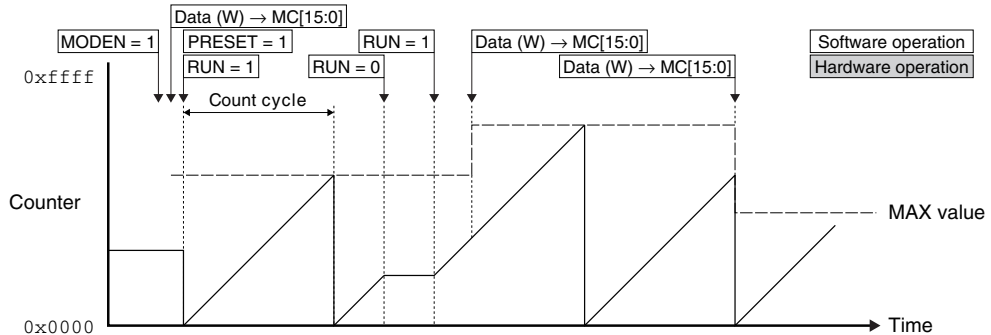 Data (W) → MC[15:0]
MODEN = 1
PRESET = 1
RUN = 1
Data (W) → MC[15:0]
Software operation
RUN = 1
RUN = 0
Data (W) → MC[15:0]
Hardware operation
0xffff
Count cycle
Counter
MAX value
0x0000
Time